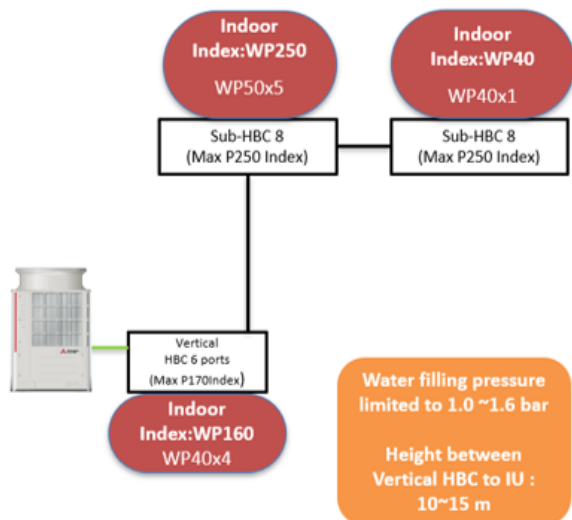 Indoor
Index:WP250
WP50x5
Indoor
Index:WP40
WP40x1
Sub-HBC 8
(Max P250 Index)
Sub-HBC 8
(Max P250 Index)
Vertical
HBC 6 ports
(Max P170Index)
Indoor
Index:WP160
WP40x4
Water filling pressure
limited to 1.0 ~1.6 bar
Height between
Vertical HBC to IU :
10~15 m